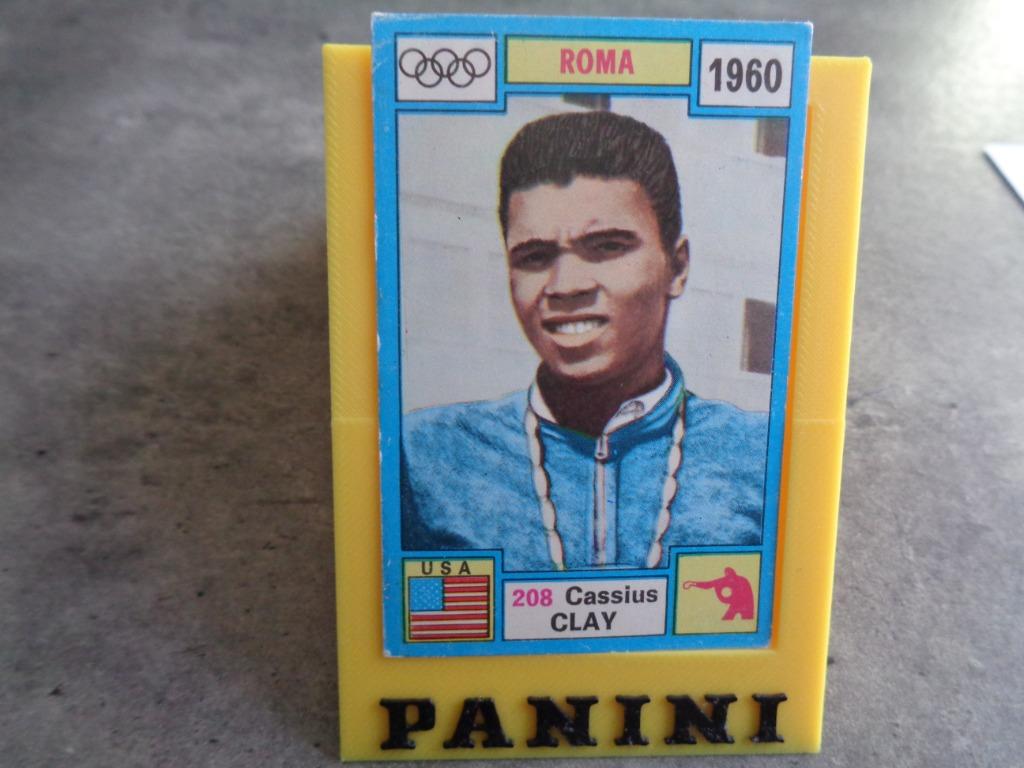 ROMA
1960
USA
208 Cassius
CLAY
PANINI